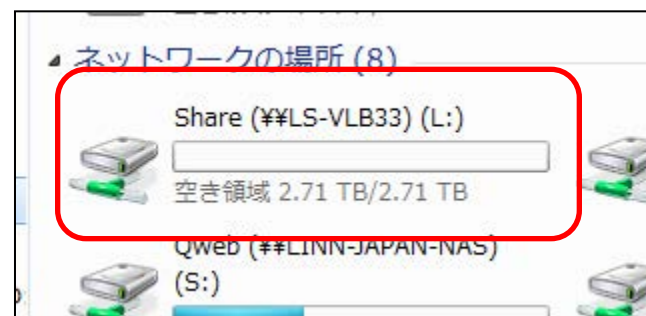 ネットワークの場所 (8)
Share (¥¥LS-VLB33) (L:)
空き領域 2.71 TB/2.71 TB
Qweb (¥¥LINN-JAPAN-NAS)
(S:)